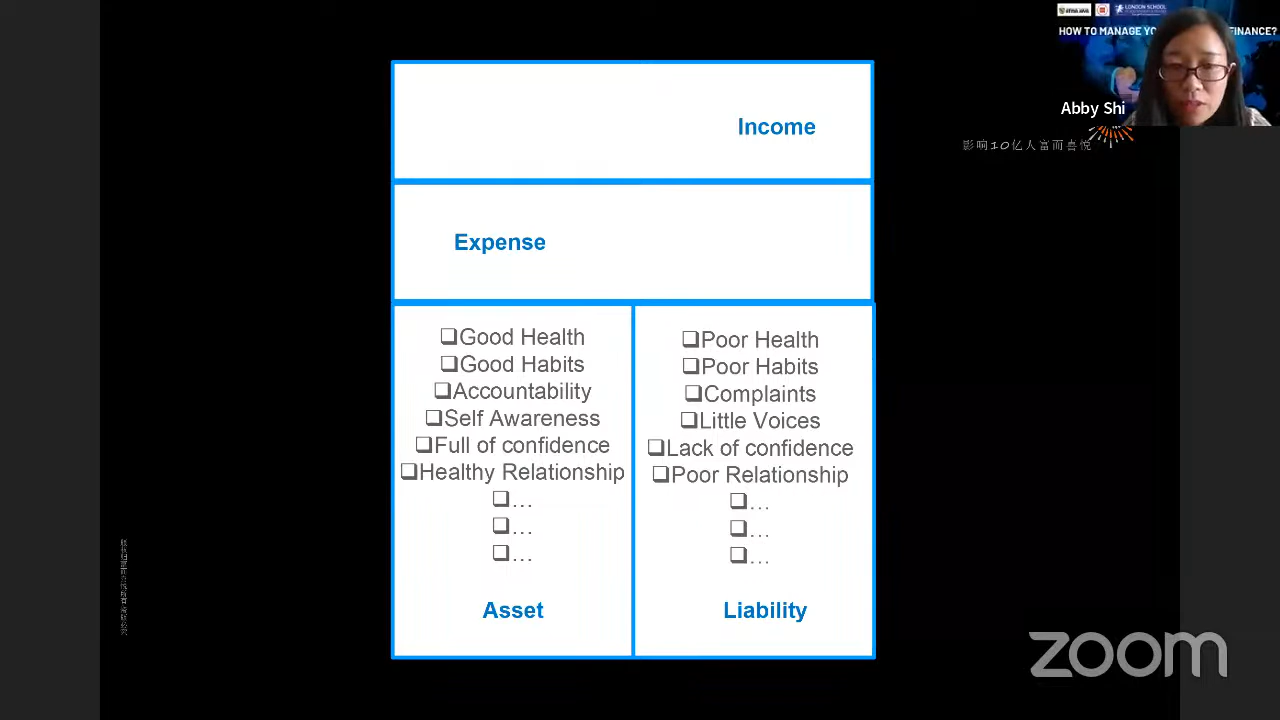 LONDON SCHOOL
HOW TO MANAGE YO
FINANCE?
Abby Shi
影响10亿人富而喜悦
Income
Expense
❑Good Health
❑Good Habits
❑Accountability
❑Self Awareness
❑Full of confidence
❑Healthy Relationship
❑…
❑…
❑…
Asset
❑Poor Health
❑Poor Habits
❑Complaints
❑Little Voices
❑Lack of confidence
❑Poor Relationship
❑…
❑…
❑…
Liability
zoom